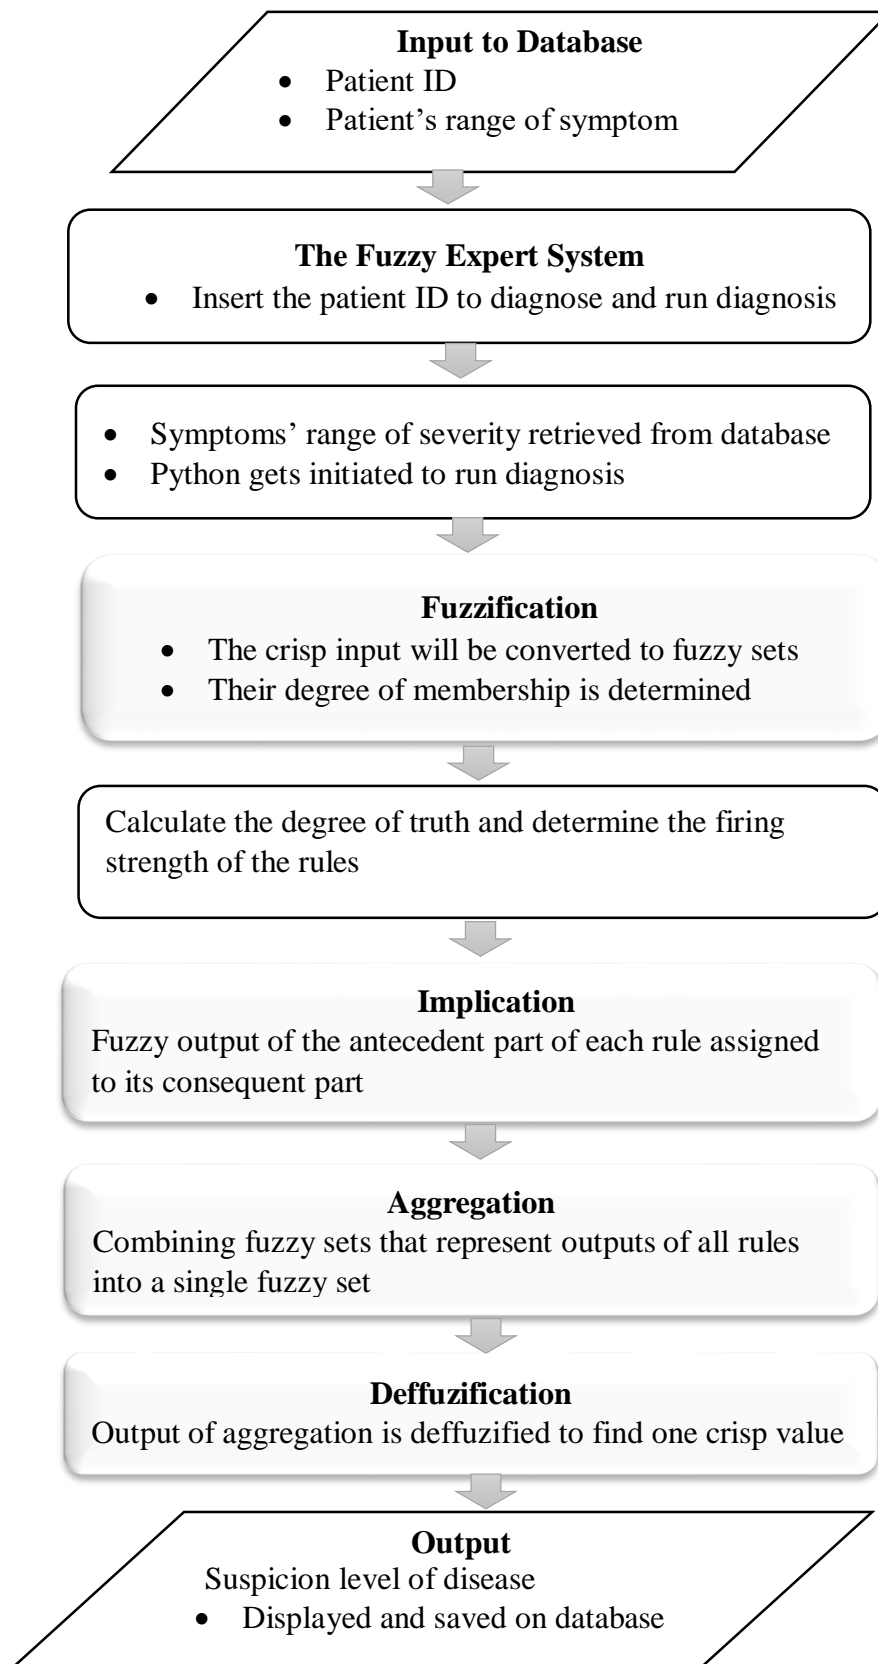 Input to Database
• Patient ID
• Patient’s range of symptom
The Fuzzy Expert System
• Insert the patient ID to diagnose and run diagnosis
• Symptoms’ range of severity retrieved from database
• Python gets initiated to run diagnosis
Fuzzification
• The crisp input will be converted to fuzzy sets
• Their degree of membership is determined
Calculate the degree of truth and determine the firing
strength of the rules
Implication
Fuzzy output of the antecedent part of each rule assigned
to its consequent part
Aggregation
Combining fuzzy sets that represent outputs of all rules
into a single fuzzy set
Deffuzification
Output of aggregation is deffuzified to find one crisp value
Output
Suspicion level of disease
• Displayed and saved on database